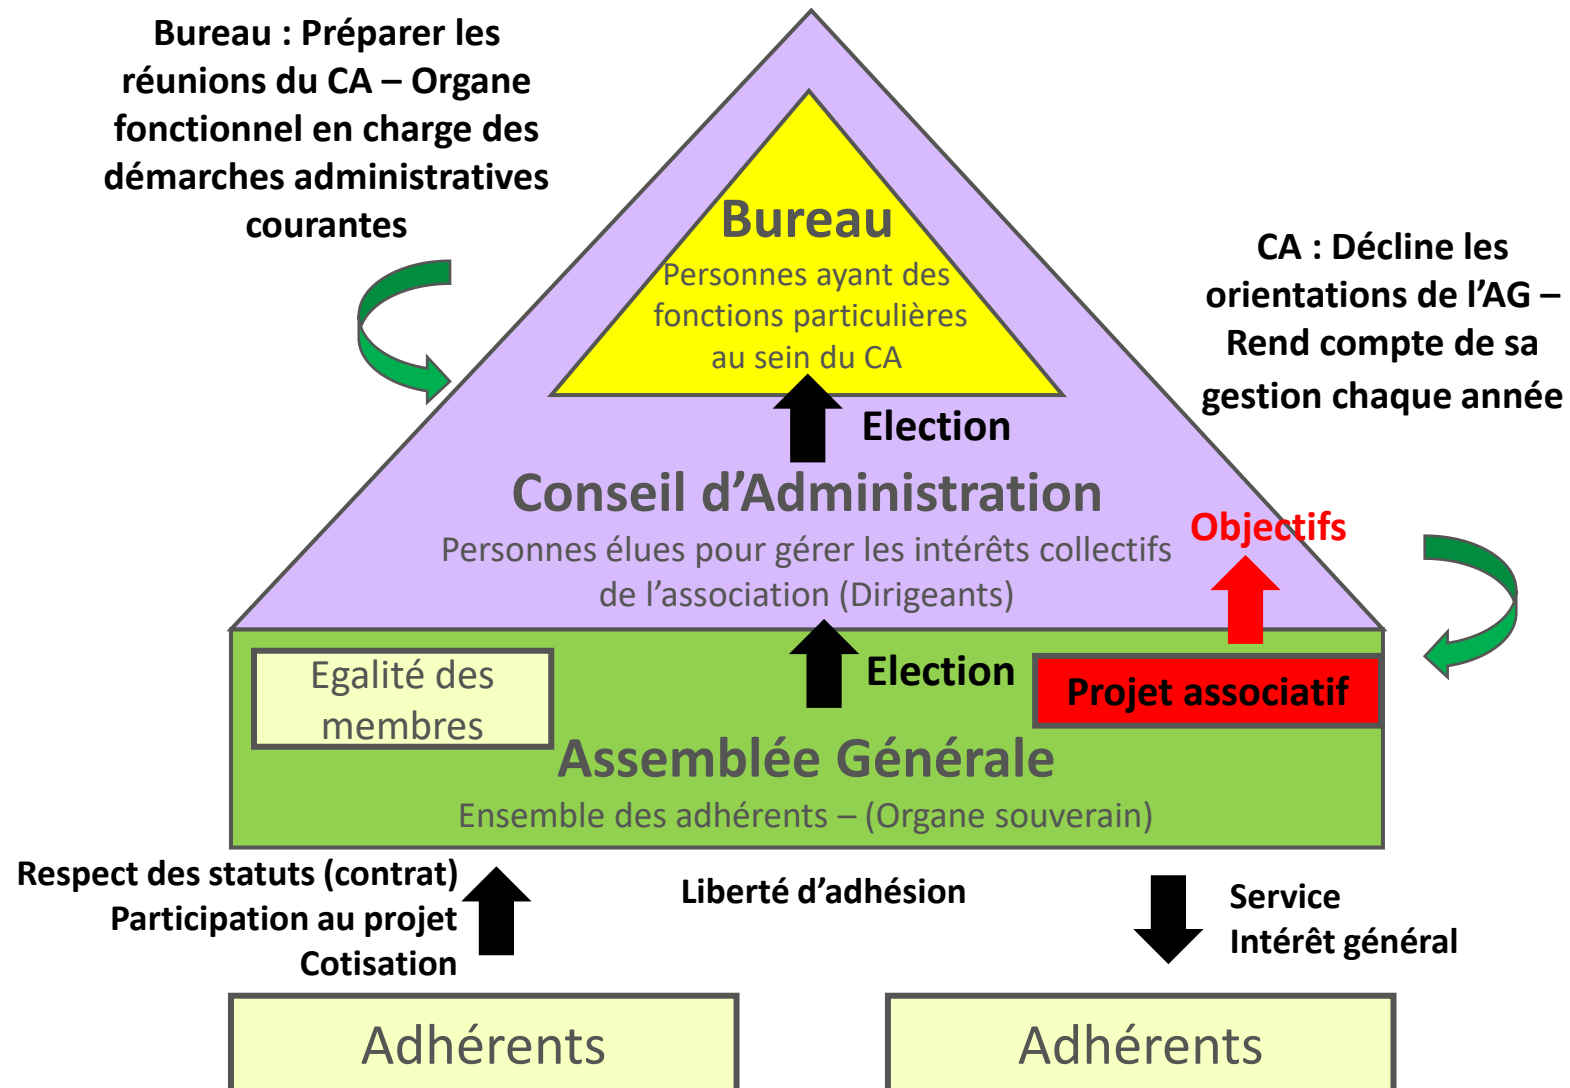 Bureau : Préparer les
réunions du CA – Organe
fonctionnel en charge des
démarches administratives
courantes
Bureau
Personnes ayant des
fonctions particulières
au sein du CA
CA : Décline les
orientations de l’AG –
Rend compte de sa
gestion chaque année
Election
Conseil d’Administration
Personnes élues pour gérer les intérêts collectifs
de l’association (Dirigeants)
Objectifs
Egalité des
membres
Election
Projet associatif
Assemblée Générale
Ensemble des adhérents – (Organe souverain)
Respect des statuts (contrat)
Participation au projet
Cotisation
Liberté d’adhésion
Service
Intérêt général
Adhérents
Adhérents